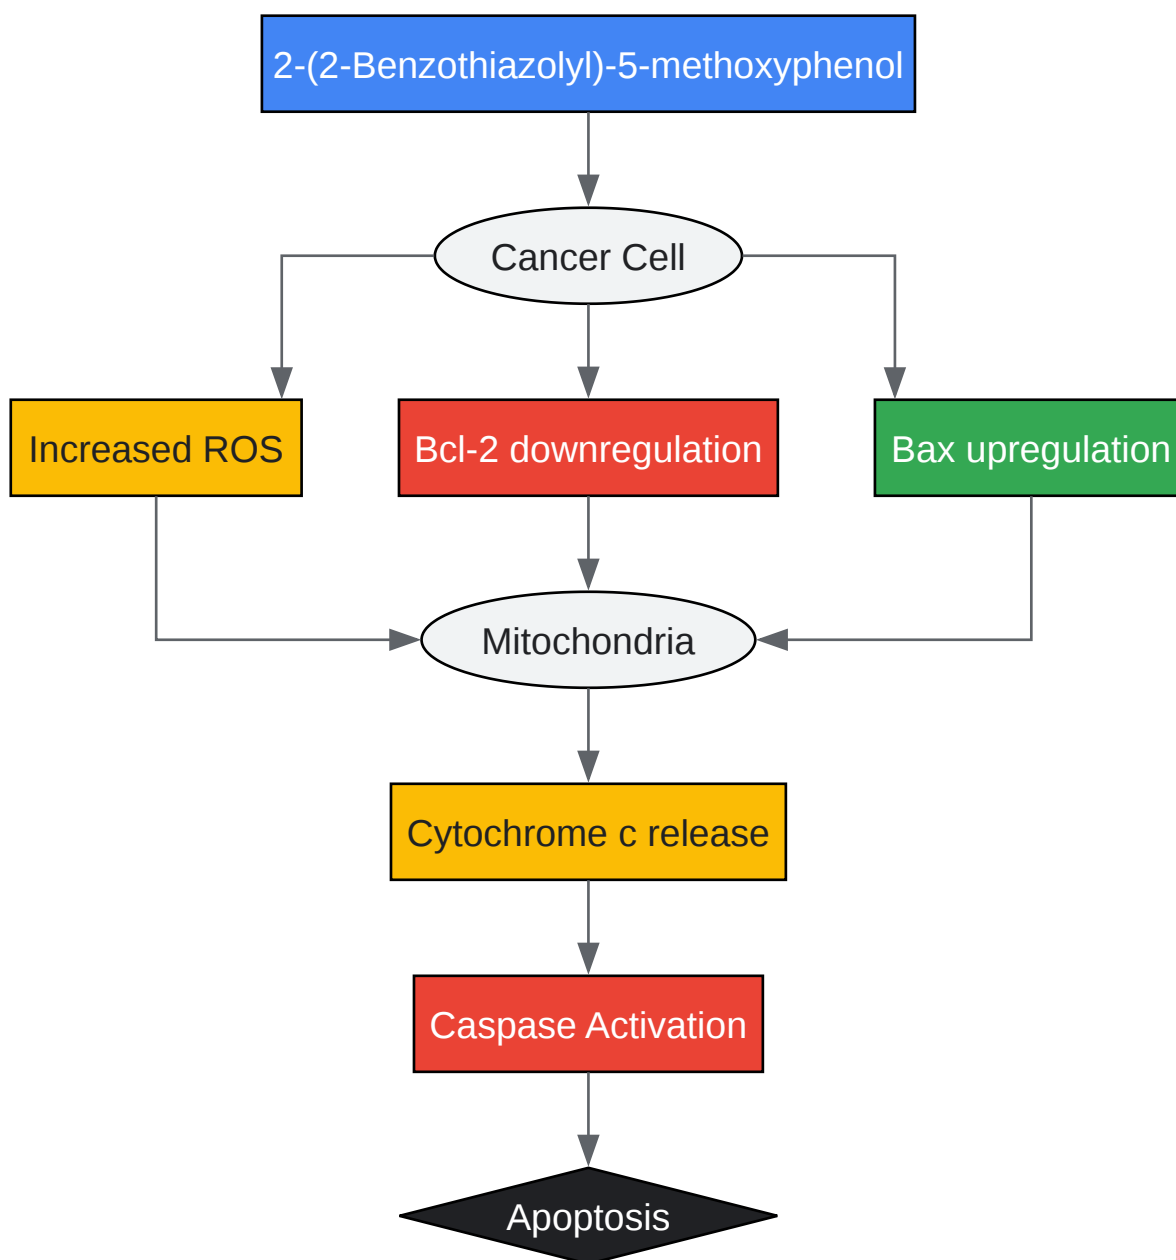 2-(2-Benzothiazolyl)-5-methoxyphenol
Cancer Cell
Increased ROS
Bcl-2 downregulation
Bax upregulation
Mitochondria
Cytochrome c release
Caspase Activation
Apoptosis